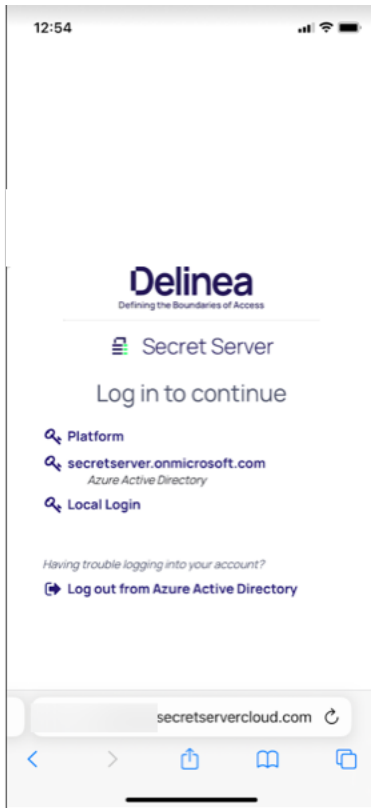 12:54
Delinea
Defining the Boundaries of Access
Secret Server
Log in to continue
Platform
secretserver.onmicrosoft.com
Azure Active Directory
Local Login
Having trouble logging into your account?
Log out from Azure Active Directory
secretservercloud.com